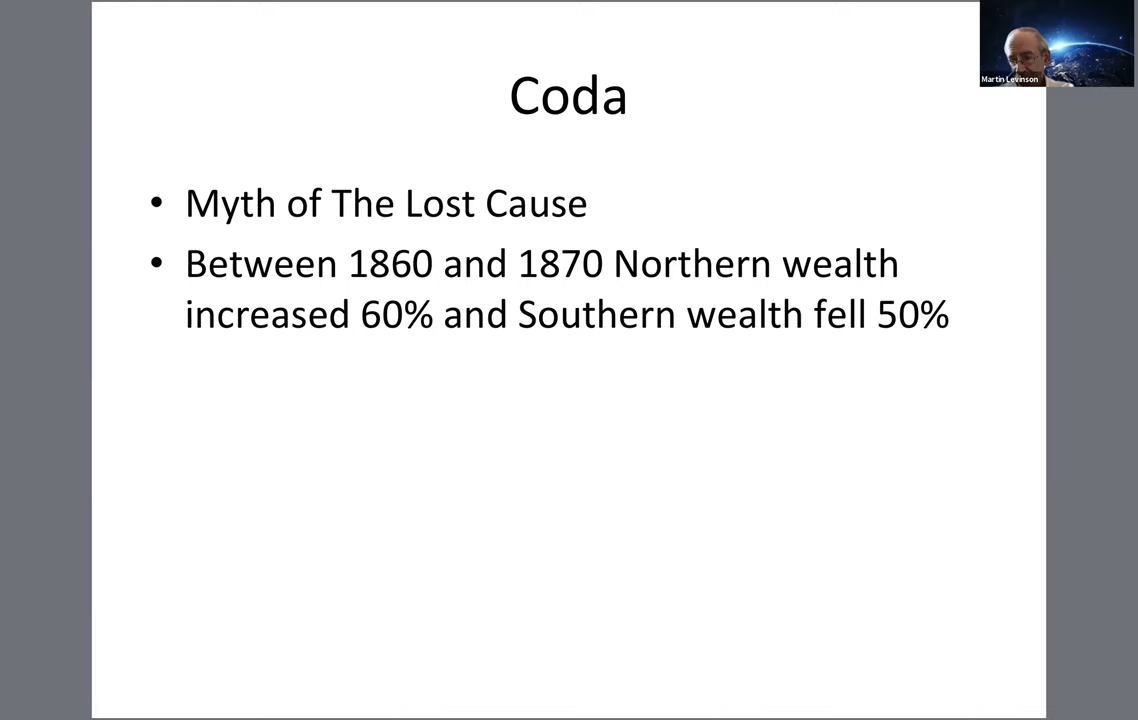 Martin Levinson
Coda
• Myth of The Lost Cause
• Between 1860 and 1870 Northern wealth
increased 60% and Southern wealth fell 50%